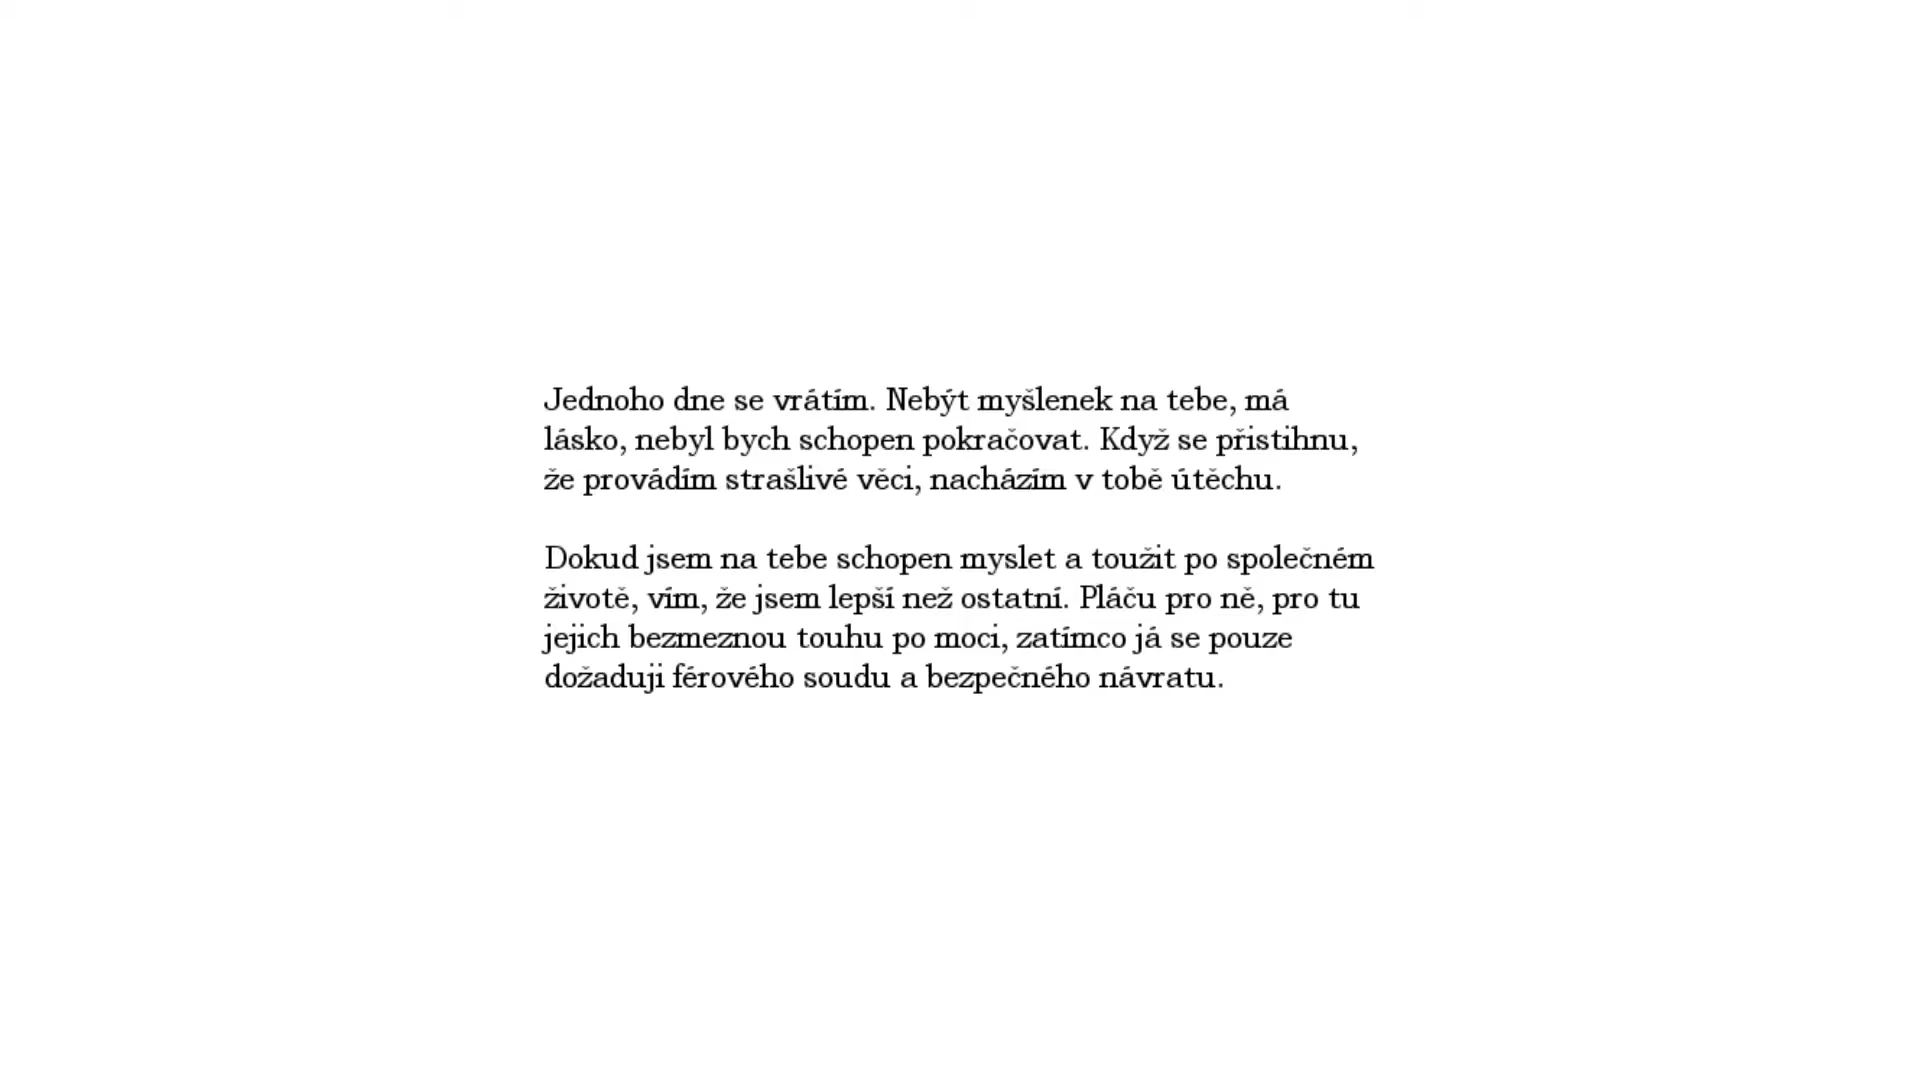 Jednoho dne se vrátím. Nebýt myšlenek na tebe, má
lásko, nebyl bych schopen pokračovat. Když se přistihnu,
že provádím strašlivé věci, nacházím v tobě útěchu.
Dokud jsem na tebe schopen myslet a toužit po společném
životě, vím, že jsem lepší než ostatní. Pláču pro ně, pro tu
jejich bezmeznou touhu po moci, zatímco já se pouze
dožaduji férového soudu a bezpečného návratu.